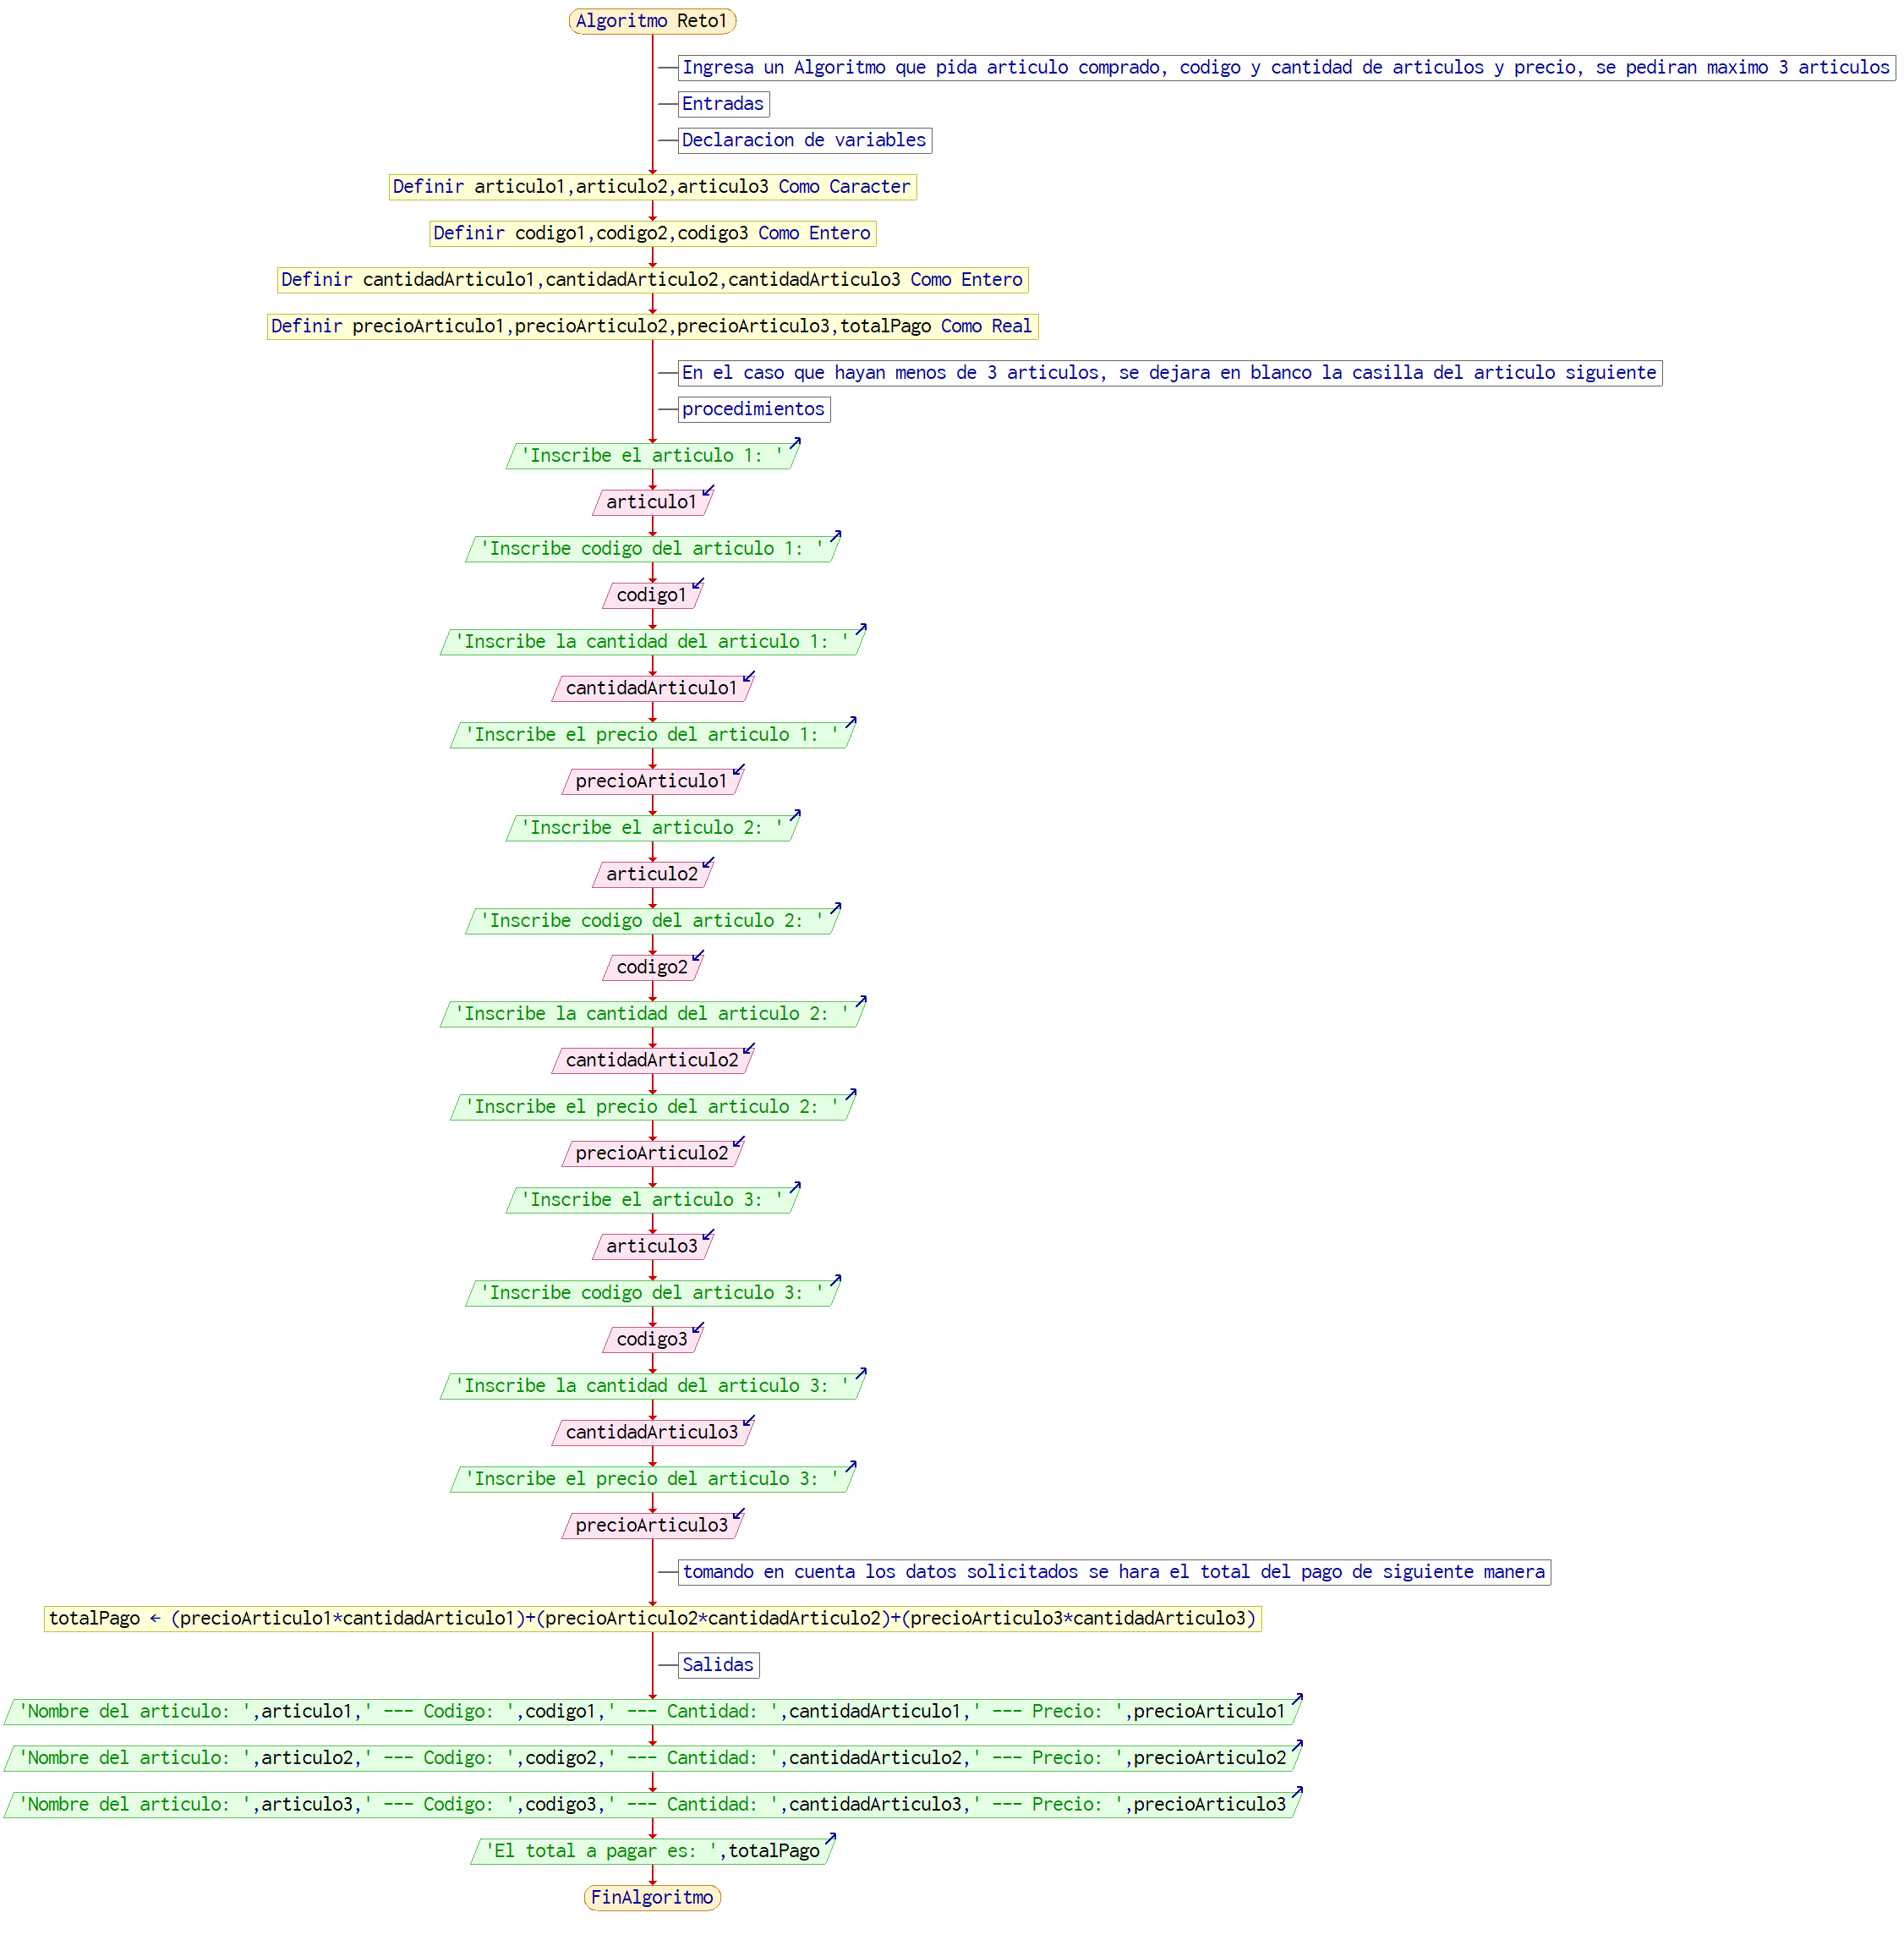 Algoritmo Reto1
Ingresa un Algoritmo que pida articulo comprado, codigo y cantidad de articulos y precio, se pediran maximo 3 articulos
Entradas
Declaracion de variables
Definir articulo1,articulo2,articulo3 Como Caracter
Definir codigo1,codigo2,codigo3 Como Entero
Definir cantidadArticulo1,cantidadArticulo2,cantidadArticulo3 Como Entero
Definir precioArticulo1,precioArticulo2,precioArticulo3,totalPago Como Real
En el caso que hayan menos de 3 articulos, se dejara en blanco la casilla del articulo siguiente
procedimientos
'Inscribe el articulo 1: '
articulo1
'Inscribe codigo del articulo 1: '
codigo1
'Inscribe la cantidad del articulo 1: '
cantidadArticulo1
'Inscribe el precio del articulo 1: '
precioArticulo1
'Inscribe el articulo 2: '
articulo2
'Inscribe codigo del articulo 2: '
codigo2
'Inscribe la cantidad del articulo 2: '
cantidadArticulo2
'Inscribe el precio del articulo 2: '
precioArticulo2
'Inscribe el articulo 3: '
articulo3
'Inscribe codigo del articulo 3: '
codigo3
'Inscribe la cantidad del articulo 3: '
cantidadArticulo3
'Inscribe el precio del articulo 3: '
precioArticulo3
tomando en cuenta los datos solicitados se hara el total del pago de siguiente manera
totalPago ← (precioArticulo1*cantidadArticulo1)+(precioArticulo2*cantidadArticulo2)+(precioArticulo3*cantidadArticulo3)
Salidas
'Nombre del articulo: ',articulo1,' --- Codigo: ',codigo1,' --- Cantidad: ',cantidadArticulo1,' --- Precio: ',precioArticulo1
'Nombre del articulo: ',articulo2,' --- Codigo: ',codigo2,' --- Cantidad: ',cantidadArticulo2,' --- Precio: ',precioArticulo2
'Nombre del articulo: ',articulo3,' --- Codigo: ',codigo3,' --- Cantidad: ',cantidadArticulo3,' --- Precio: ',precioArticulo3
'El total a pagar es: ',totalPago
FinAlgoritmo